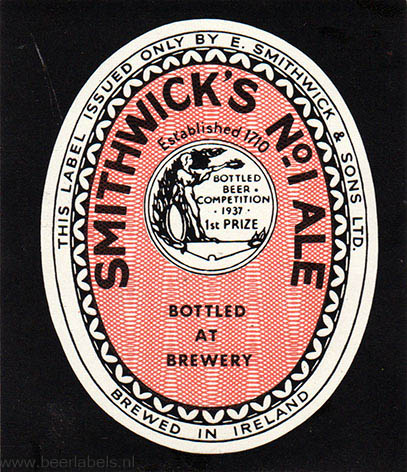 THIS LABEL ISSUED ONLY BY E. SMITHWICK & SONS LTD.
SMITHWICK'S No1 ALE
Established 1710
BOTTLED
BEER
COMPETITION
· 1937 ·
1st PRIZE
BOTTLED
AT
BREWERY
BREWED IN IRELAND
www.beerlabels.nl